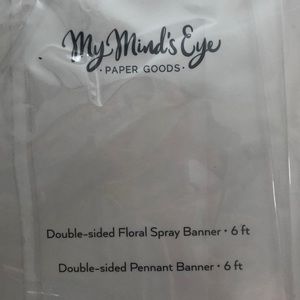 My Mind's Eye
· PAPER GOODS ·
Double-sided Floral Spray Banner · 6 ft
Double-sided Pennant Banner · 6 ft